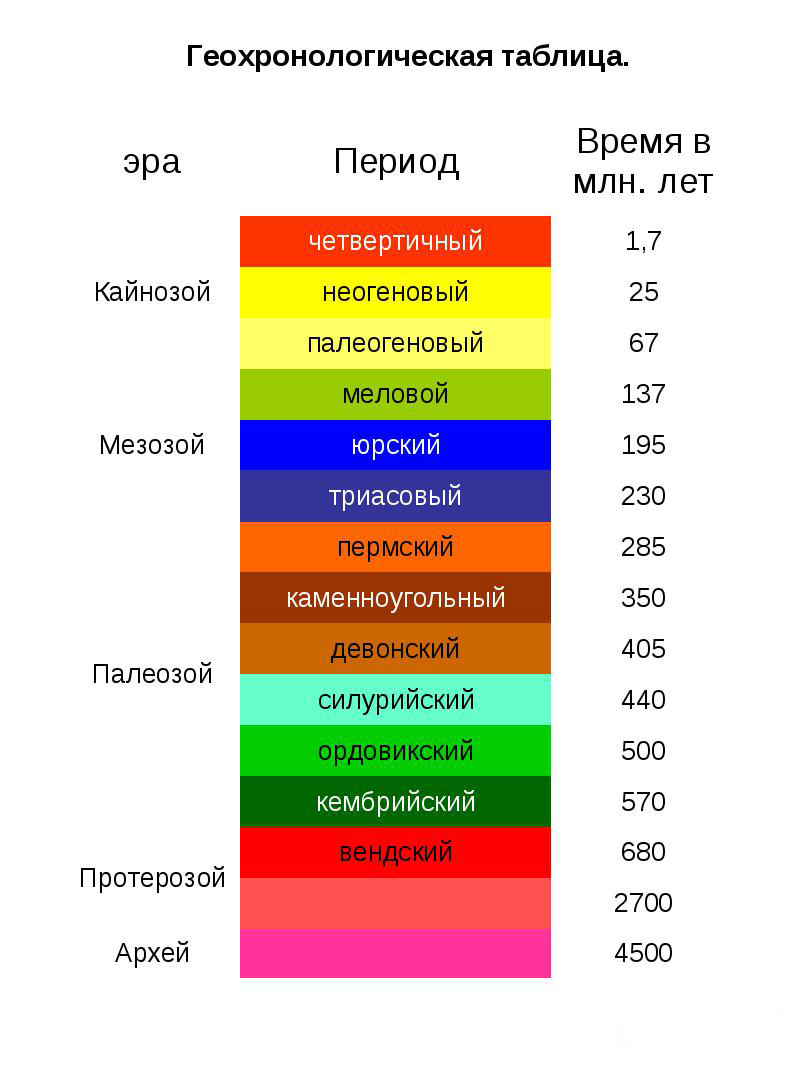 Геохронологическая таблица.
эра Период Время в
млн. лет
четвертичный 1,7
Кайнозой неогеновый 25
палеогеновый 67
меловой 137
Мезозой юрский 195
триасовый 230
пермский 285
каменноугольный 350
девонский 405
Палеозой
силурийский 440
ордовикский 500
кембрийский 570
вендский 680
Протерозой
2700
Архей 4500